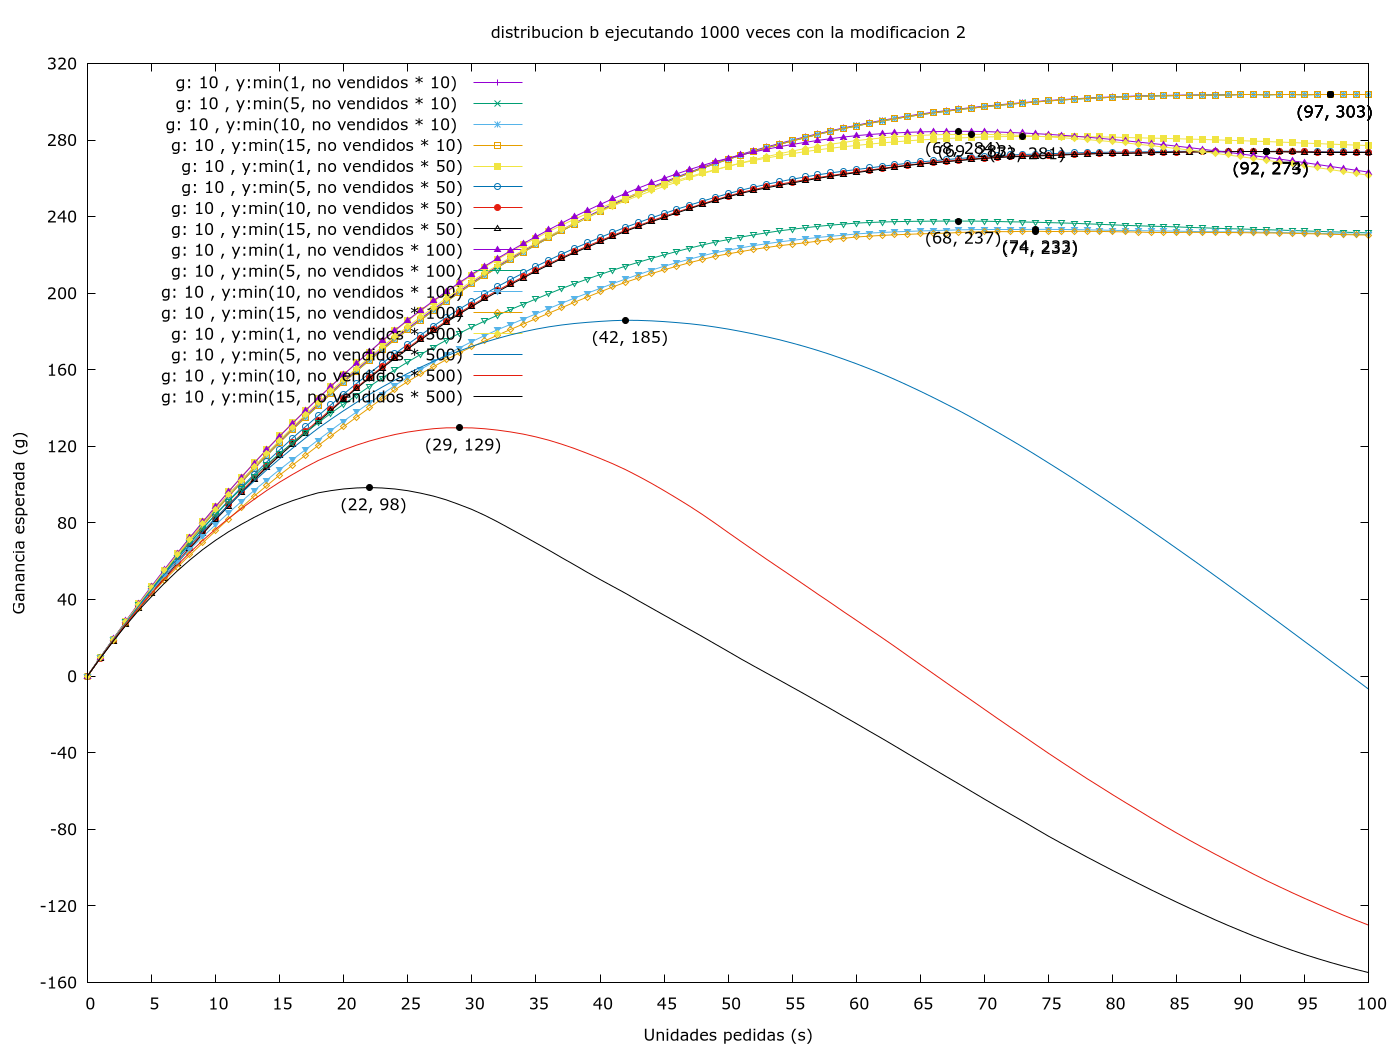 distribucion b ejecutando 1000 veces con la modificacion 2
320
280
240
200
160
120
80
40
0
-40
-80
-120
-160
Ganancia esperada (g)
g: 10 , y:min(1, no vendidos * 10)
g: 10 , y:min(5, no vendidos * 10)
g: 10 , y:min(10, no vendidos * 10)
g: 10 , y:min(15, no vendidos * 10)
g: 10 , y:min(1, no vendidos * 50)
g: 10 , y:min(5, no vendidos * 50)
g: 10 , y:min(10, no vendidos * 50)
g: 10 , y:min(15, no vendidos * 50)
g: 10 , y:min(1, no vendidos * 100)
g: 10 , y:min(5, no vendidos * 100)
g: 10 , y:min(10, no vendidos * 100)
g: 10 , y:min(15, no vendidos * 100)
g: 10 , y:min(1, no vendidos * 500)
g: 10 , y:min(5, no vendidos * 500)
g: 10 , y:min(10, no vendidos * 500)
g: 10 , y:min(15, no vendidos * 500)
(97, 303)
(68, 237)
(42, 185)
(29, 129)
(22, 98)
0 5 10 15 20 25 30 35 40 45 50 55 60 65 70 75 80 85 90 95 100
Unidades pedidas (s)